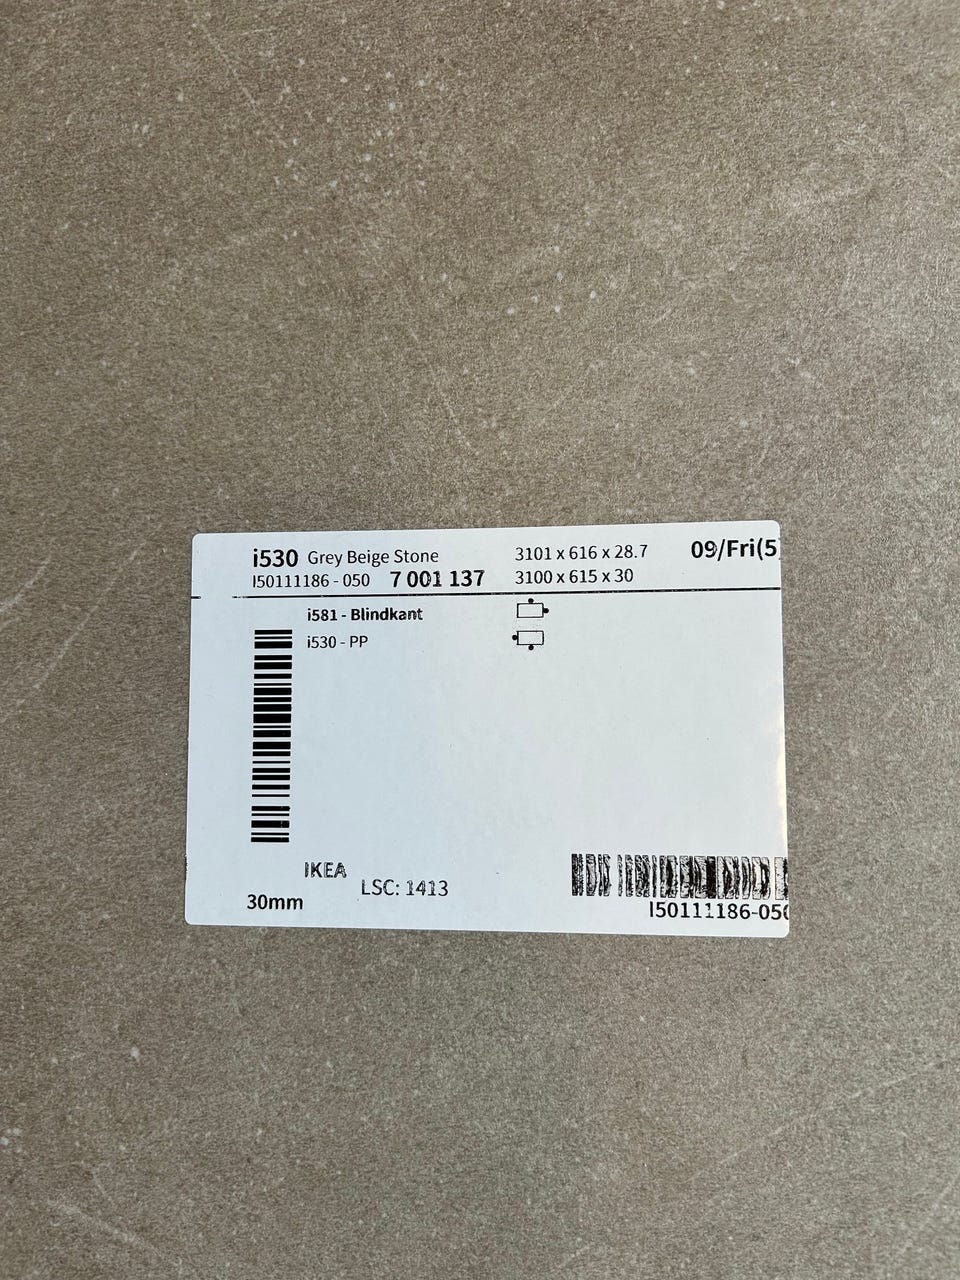 i530 Grey Beige Stone 3101 x 616 x 28.7 09/Fri(5
I50111186 - 050 7 001 137 3100 x 615 x 30
i581 - Blindkant
i530 - PP
IKEA
LSC: 1413
30mm
I50111186-050